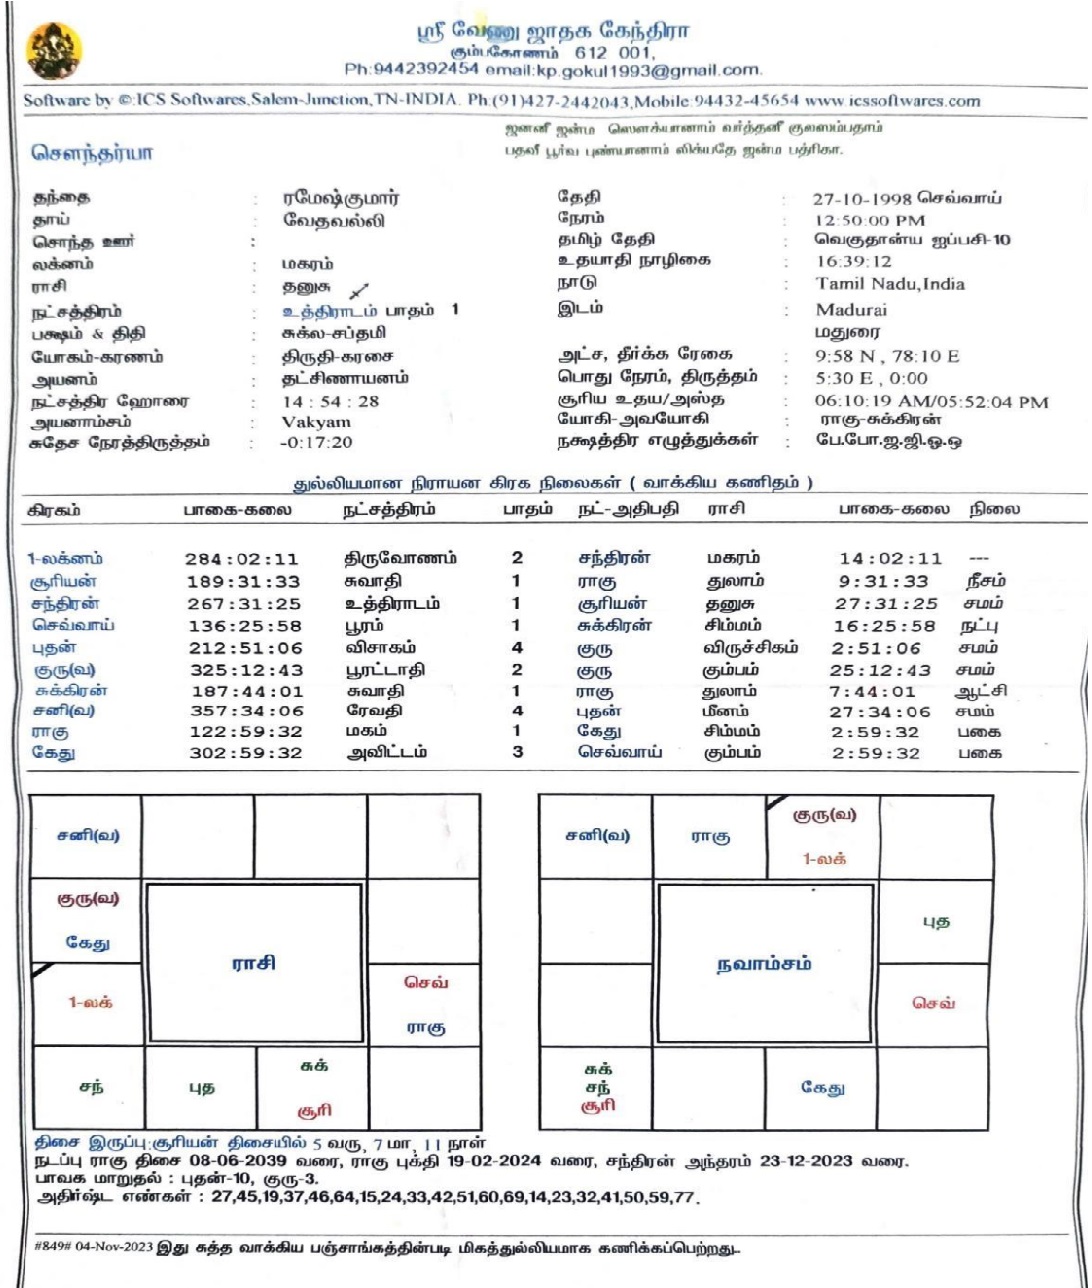 ஸ்ரீ வேணு ஜாதக கேந்திரா
கும்பகோணம் 612 001,
Ph:9442392454 email:kp.gokul1993@gmail.com.
Software by ©:ICS Softwares,Salem-Junction,TN-INDIA. Ph.(91)427-2442043,Mobile:94432-45654 www.icssoftwares.com
ஜனனீ ஜன்ம ஸௌக்யானாம் வர்த்தனீ குலஸம்பதாம்
சௌந்தர்யா
பதவீ பூர்வ புண்யானாம் லிக்யதே ஜன்ம பத்ரிகா.
தந்தை : ரமேஷ்குமார் தேதி : 27-10-1998 செவ்வாய்
தாய் : வேதவல்லி நேரம் : 12:50:00 PM
சொந்த ஊர் : தமிழ் தேதி : வெகுதான்ய ஐப்பசி-10
லக்னம் : மகரம் உதயாதி நாழிகை : 16:39:12
ராசி : தனுசு நாடு : Tamil Nadu,India
நட்சத்திரம் : உத்திராடம் பாதம் 1 இடம் : Madurai
பக்ஷம் & திதி : சுக்ல-சப்தமி மதுரை
யோகம்-கரணம் : திருதி-கரசை அட்ச, தீர்க்க ரேகை : 9:58 N , 78:10 E
அயனம் : தட்சிணாயனம் பொது நேரம், திருத்தம் : 5:30 E , 0:00
நட்சத்திர ஹோரை : 14 : 54 : 28 சூரிய உதய/அஸ்த : 06:10:19 AM/05:52:04 PM
அயனாம்சம் : Vakyam யோகி-அவயோகி : ராகு-சுக்கிரன்
சுதேச நேரத்திருத்தம் : -0:17:20 நக்ஷத்திர எழுத்துக்கள் : பே.போ.ஜ.ஜி.ஓ.ஒ
துல்லியமான நிராயன கிரக நிலைகள் ( வாக்கிய கணிதம் )
கிரகம் பாகை-கலை நட்சத்திரம் பாதம் நட்-அதிபதி ராசி பாகை-கலை நிலை
1-லக்னம் 284:02:11 திருவோணம் 2 சந்திரன் மகரம் 14:02:11 ---
சூரியன் 189:31:33 சுவாதி 1 ராகு துலாம் 9:31:33 நீசம்
சந்திரன் 267:31:25 உத்திராடம் 1 சூரியன் தனுசு 27:31:25 சமம்
செவ்வாய் 136:25:58 பூரம் 1 சுக்கிரன் சிம்மம் 16:25:58 நட்பு
புதன் 212:51:06 விசாகம் 4 குரு விருச்சிகம் 2:51:06 சமம்
குரு(வ) 325:12:43 பூரட்டாதி 2 குரு கும்பம் 25:12:43 சமம்
சுக்கிரன் 187:44:01 சுவாதி 1 ராகு துலாம் 7:44:01 ஆட்சி
சனி(வ) 357:34:06 ரேவதி 4 புதன் மீனம் 27:34:06 சமம்
ராகு 122:59:32 மகம் 1 கேது சிம்மம் 2:59:32 பகை
கேது 302:59:32 அவிட்டம் 3 செவ்வாய் கும்பம் 2:59:32 பகை
சனி(வ)
குரு(வ)
கேது
ராசி
1-லக்
செவ்
ராகு
சந்
புத
சுக்
சூரி
சனி(வ)
ராகு
குரு(வ)
1-லக்
புத
நவாம்சம்
செவ்
சுக்
சந்
சூரி
கேது
திசை இருப்பு:சூரியன் திசையில் 5 வரு, 7 மா, 11 நாள்
நடப்பு ராகு திசை 08-06-2039 வரை, ராகு புக்தி 19-02-2024 வரை, சந்திரன் அந்தரம் 23-12-2023 வரை.
பாவக மாறுதல் : புதன்-10, குரு-3.
அதிர்ஷ்ட எண்கள் : 27,45,19,37,46,64,15,24,33,42,51,60,69,14,23,32,41,50,59,77.
#849# 04-Nov-2023 இது சுத்த வாக்கிய பஞ்சாங்கத்தின்படி மிகத்துல்லியமாக கணிக்கப்பெற்றது.